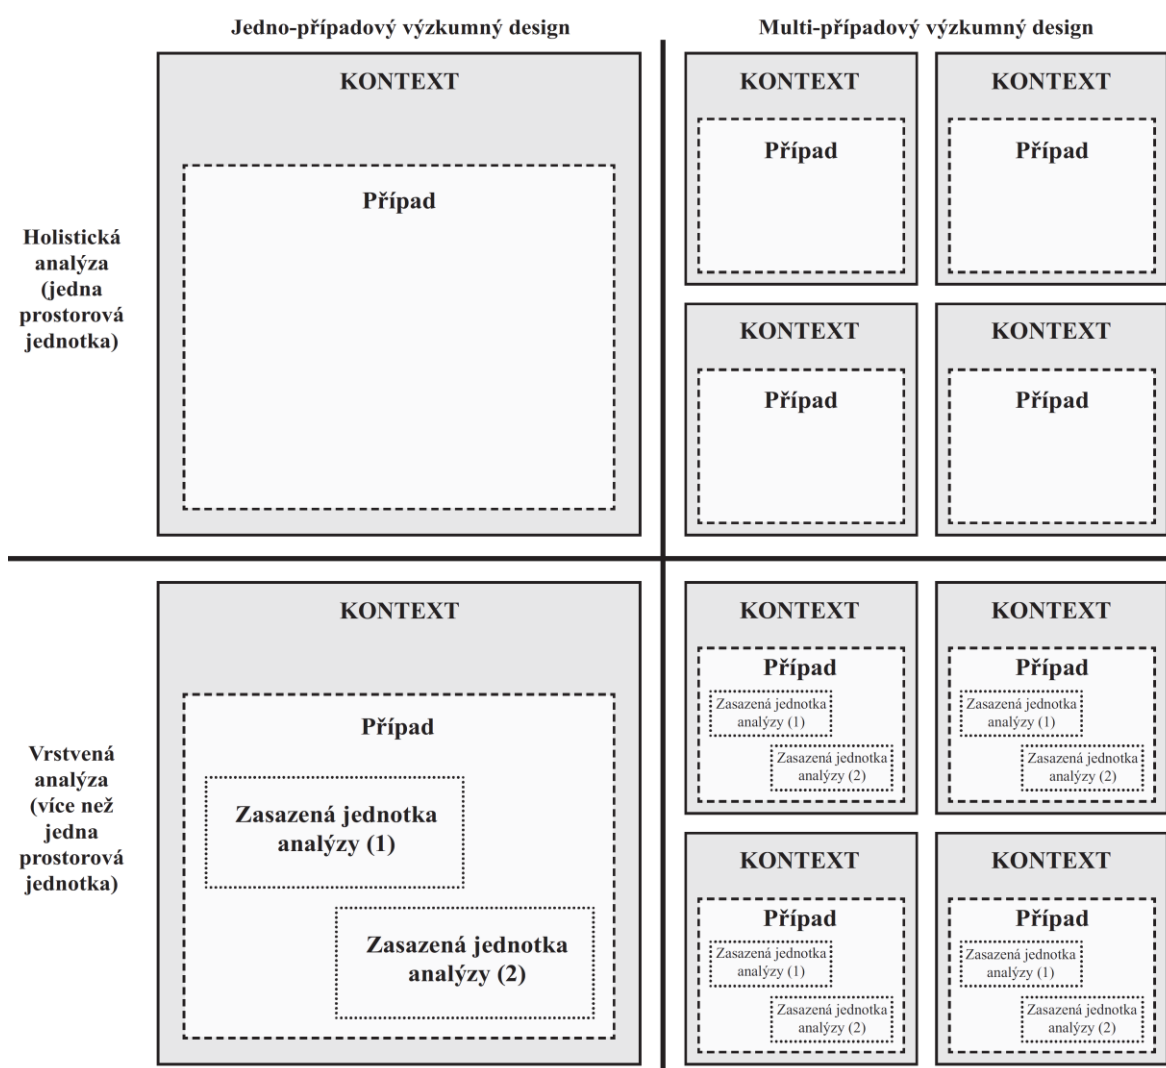 Jedno-případový výzkumný design
Multi-případový výzkumný design
Holistická
analýza
(jedna
prostorová
jednotka)
KONTEXT
Případ
KONTEXT
Případ
KONTEXT
Případ
KONTEXT
Případ
KONTEXT
Případ
Vrstvená
analýza
(více než
jedna
prostorová
jednotka)
KONTEXT
Případ
Zasazená jednotka
analýzy (1)
Zasazená jednotka
analýzy (2)
KONTEXT
Případ
Zasazená jednotka
analýzy (1)
Zasazená jednotka
analýzy (2)
KONTEXT
Případ
Zasazená jednotka
analýzy (1)
Zasazená jednotka
analýzy (2)
KONTEXT
Případ
Zasazená jednotka
analýzy (1)
Zasazená jednotka
analýzy (2)
KONTEXT
Případ
Zasazená jednotka
analýzy (1)
Zasazená jednotka
analýzy (2)